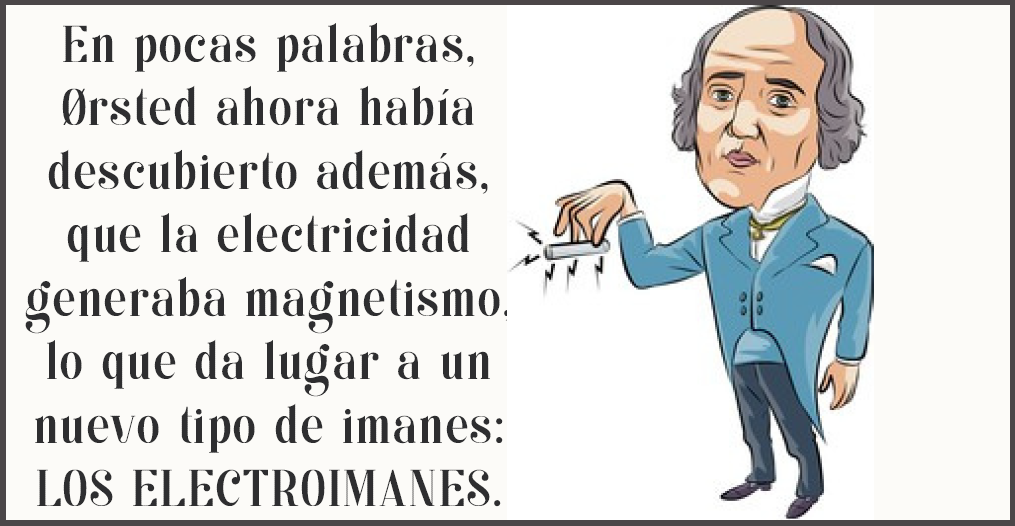 En pocas palabras,
Ørsted ahora había
descubierto además,
que la electricidad
generaba magnetismo,
lo que da lugar a un
nuevo tipo de imanes:
LOS ELECTROIMANES.